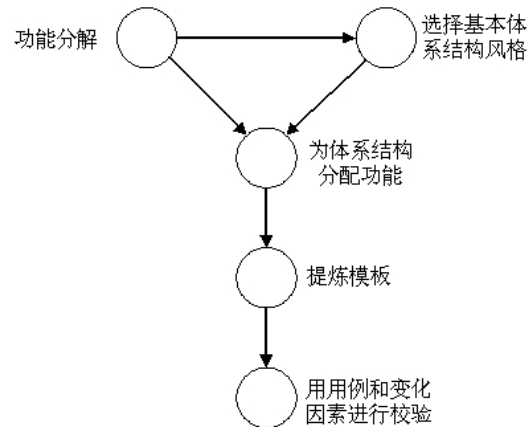 功能分解
选择基本体
系结构风格
为体系结构
分配功能
提炼模板
用用例和变化
因素进行校验